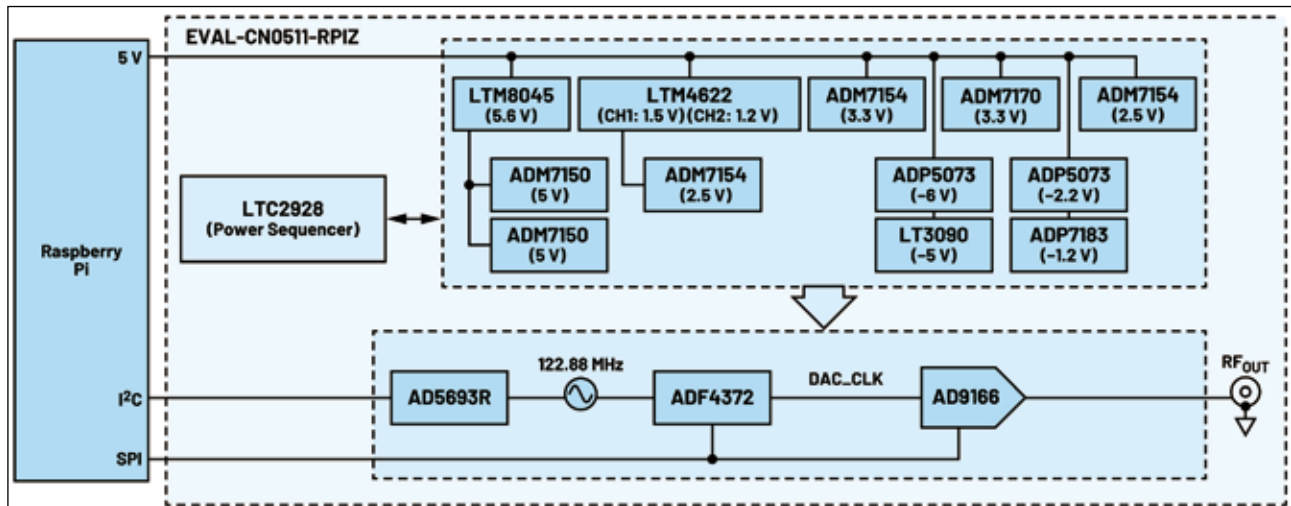 EVAL-CN0511-RPIZ
5 V
LTM8045
(5.6 V)
LTM4622
(CH1: 1.5 V)(CH2: 1.2 V)
ADM7154
(3.3 V)
ADM7170
(3.3 V)
ADM7154
(2.5 V)
ADM7150
(5 V)
ADM7154
(2.5 V)
ADP5073
(−6 V)
ADP5073
(−2.2 V)
LTC2928
(Power Sequencer)
ADM7150
(5 V)
LT3090
(−5 V)
ADP7183
(−1.2 V)
Raspberry
Pi
122.88 MHz
DAC_CLK
RFOUT
I²C
AD5693R
ADF4372
AD9166
SPI